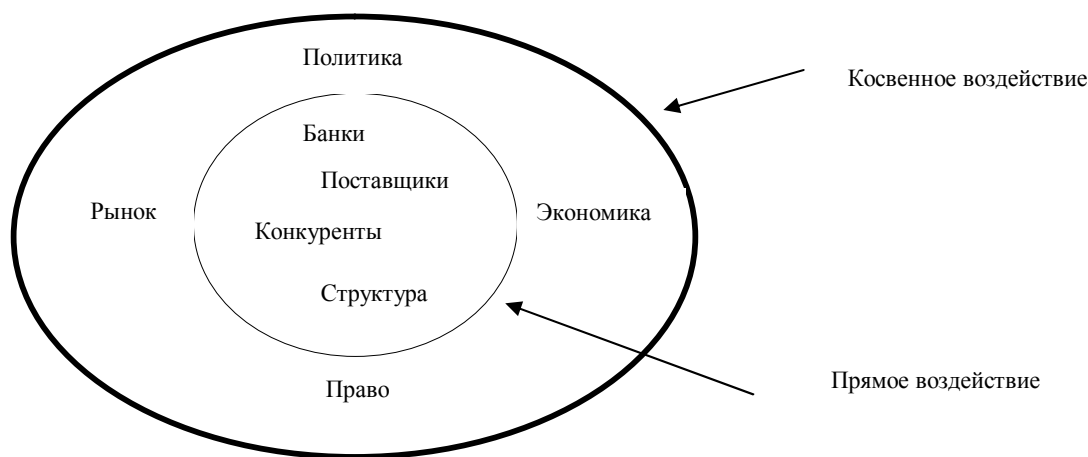 Политика
Косвенное воздействие
Банки
Поставщики
Рынок
Экономика
Конкуренты
Структура
Прямое воздействие
Право